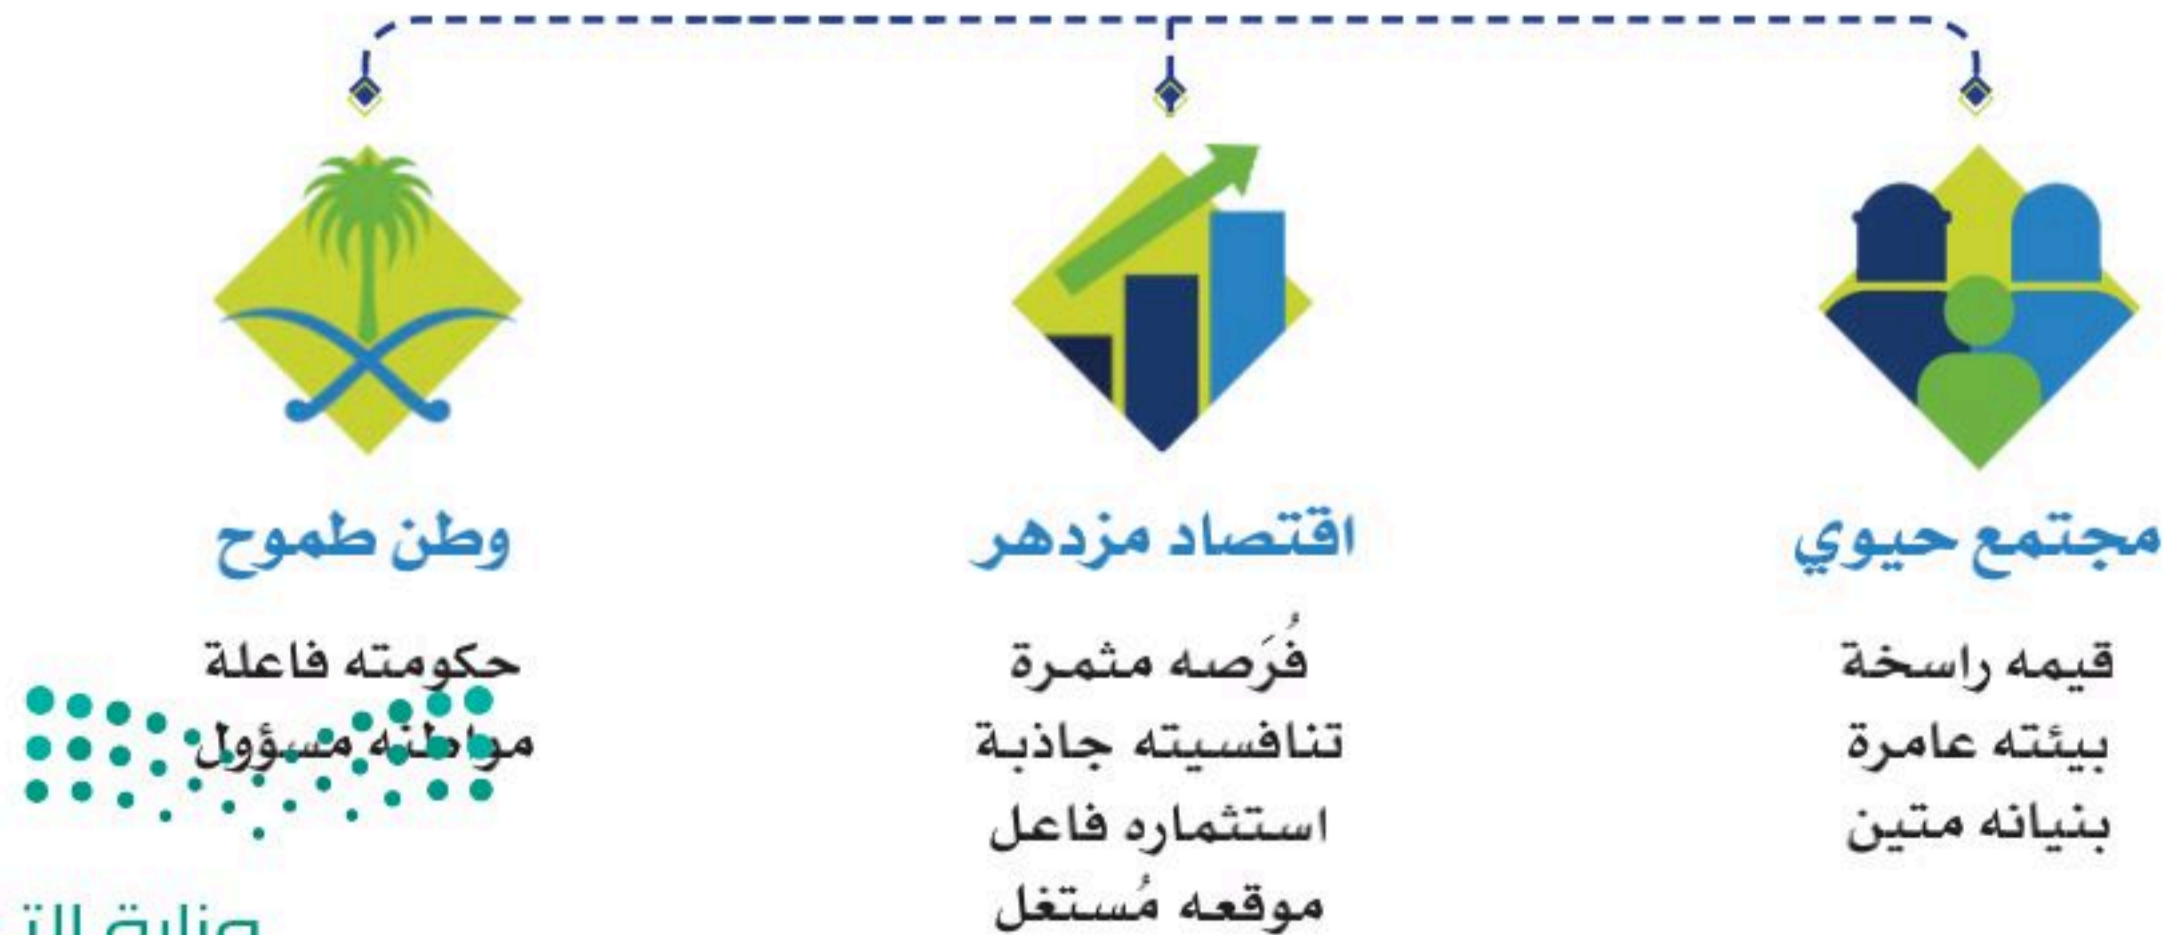 مجتمع حيوي
قيمه راسخة
بيئته عامرة
بنيانه متين
اقتصاد مزدهر
فُرَصه مثمرة
تنافسيته جاذبة
استثماره فاعل
موقعه مُستغل
وطن طموح
حكومته فاعلة
مواطنه مسؤول
وزارة